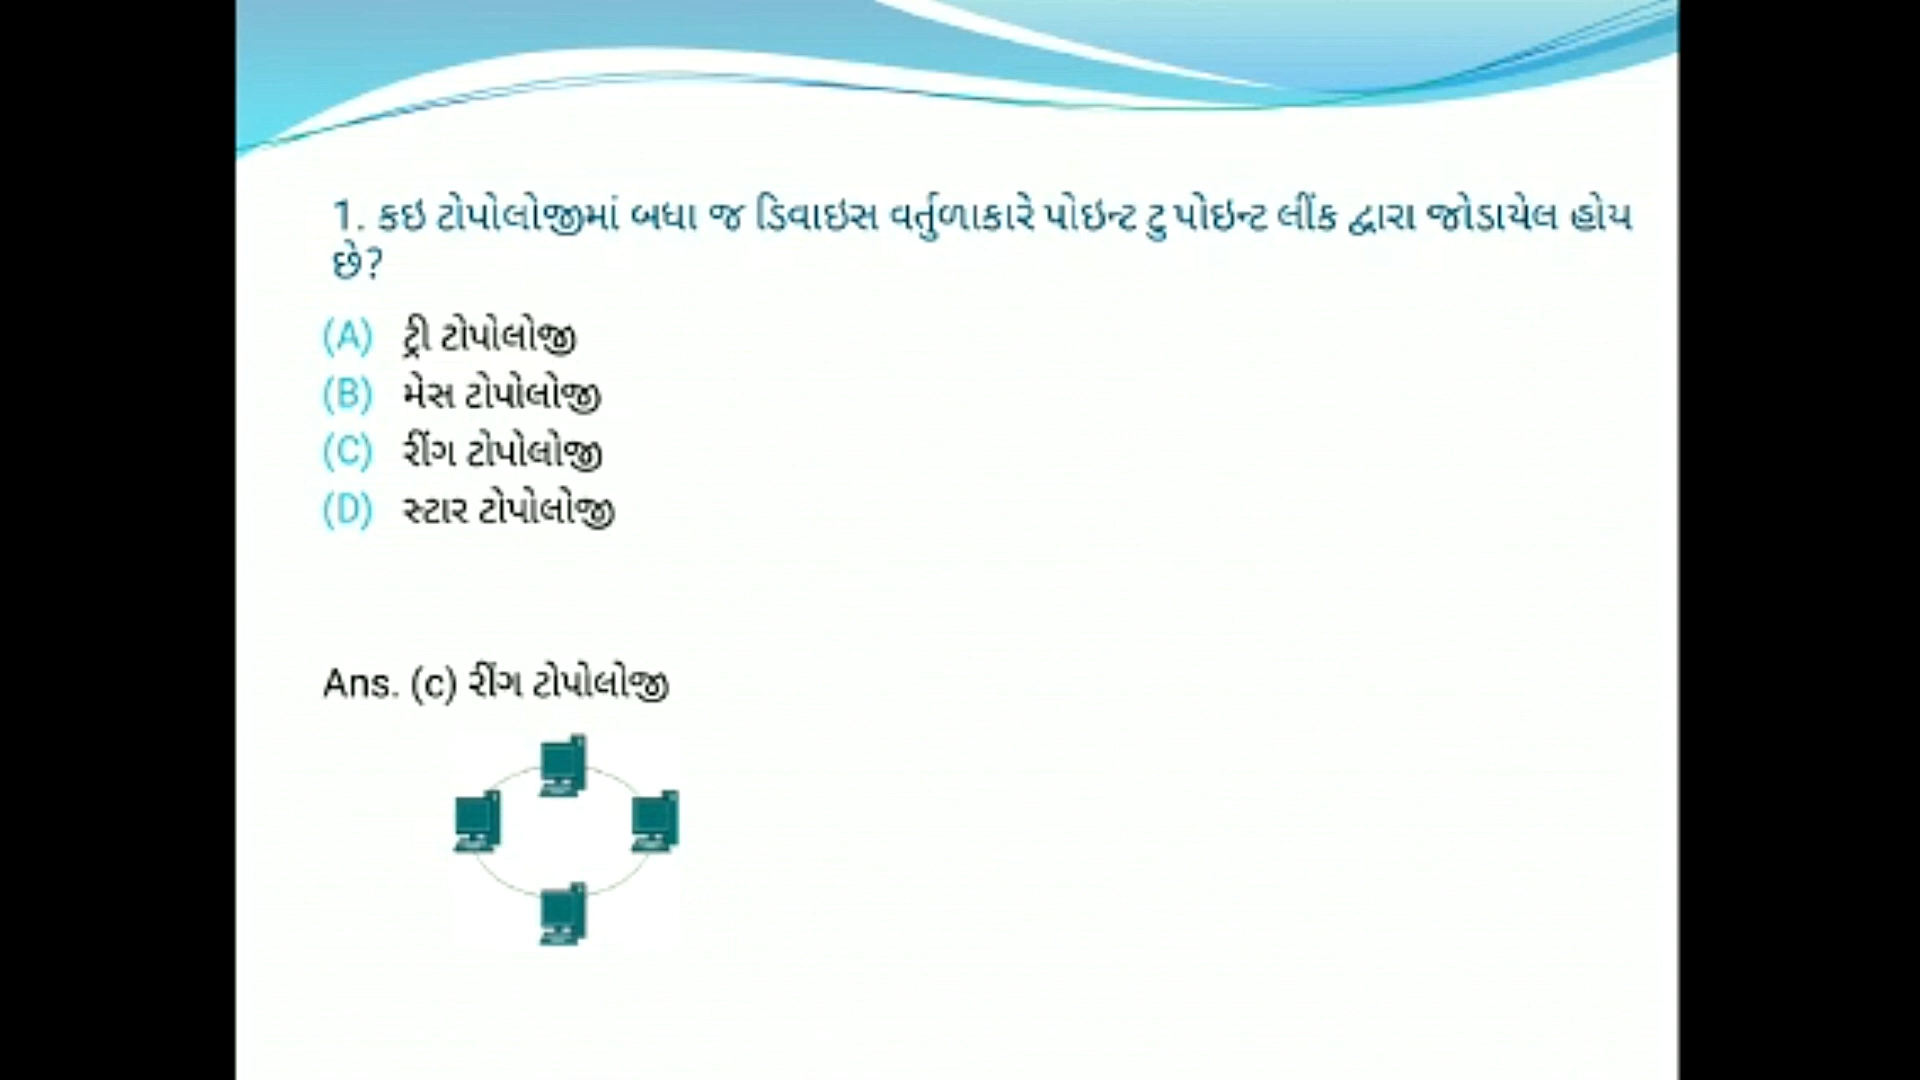 1. કઇ ટોપોલોજીમાં બધા જ ડિવાઇસ વર્તુળાકારે પોઇન્ટ ટુ પોઇન્ટ લીંક દ્વારા જોડાયેલ હોય
છે?
(A) ટ્રી ટોપોલોજી
(B) મેસ ટોપોલોજી
(C) રીંગ ટોપોલોજી
(D) સ્ટાર ટોપોલોજી
Ans. (c) રીંગ ટોપોલોજી